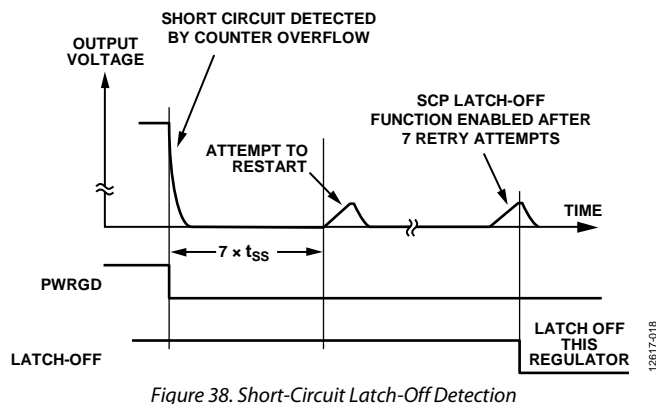 SHORT CIRCUIT DETECTED
BY COUNTER OVERFLOW
OUTPUT
VOLTAGE
SCP LATCH-OFF
FUNCTION ENABLED AFTER
7 RETRY ATTEMPTS
ATTEMPT TO
RESTART
TIME
7 × tSS
PWRGD
LATCH-OFF
LATCH OFF
THIS
REGULATOR
12617-018
Figure 38. Short-Circuit Latch-Off Detection